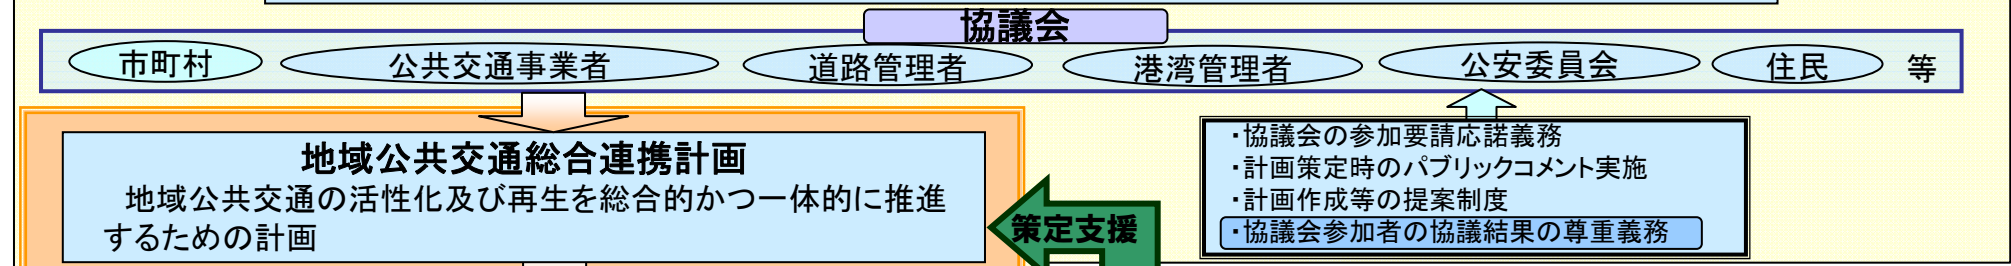 協議会
市町村 公共交通事業者 道路管理者 港湾管理者 公安委員会 住民 等
地域公共交通総合連携計画
地域公共交通の活性化及び再生を総合的かつ一体的に推進
するための計画
策定支援
・協議会の参加要請応諾義務
・計画策定時のパブリックコメント実施
・計画作成等の提案制度
・協議会参加者の協議結果の尊重義務